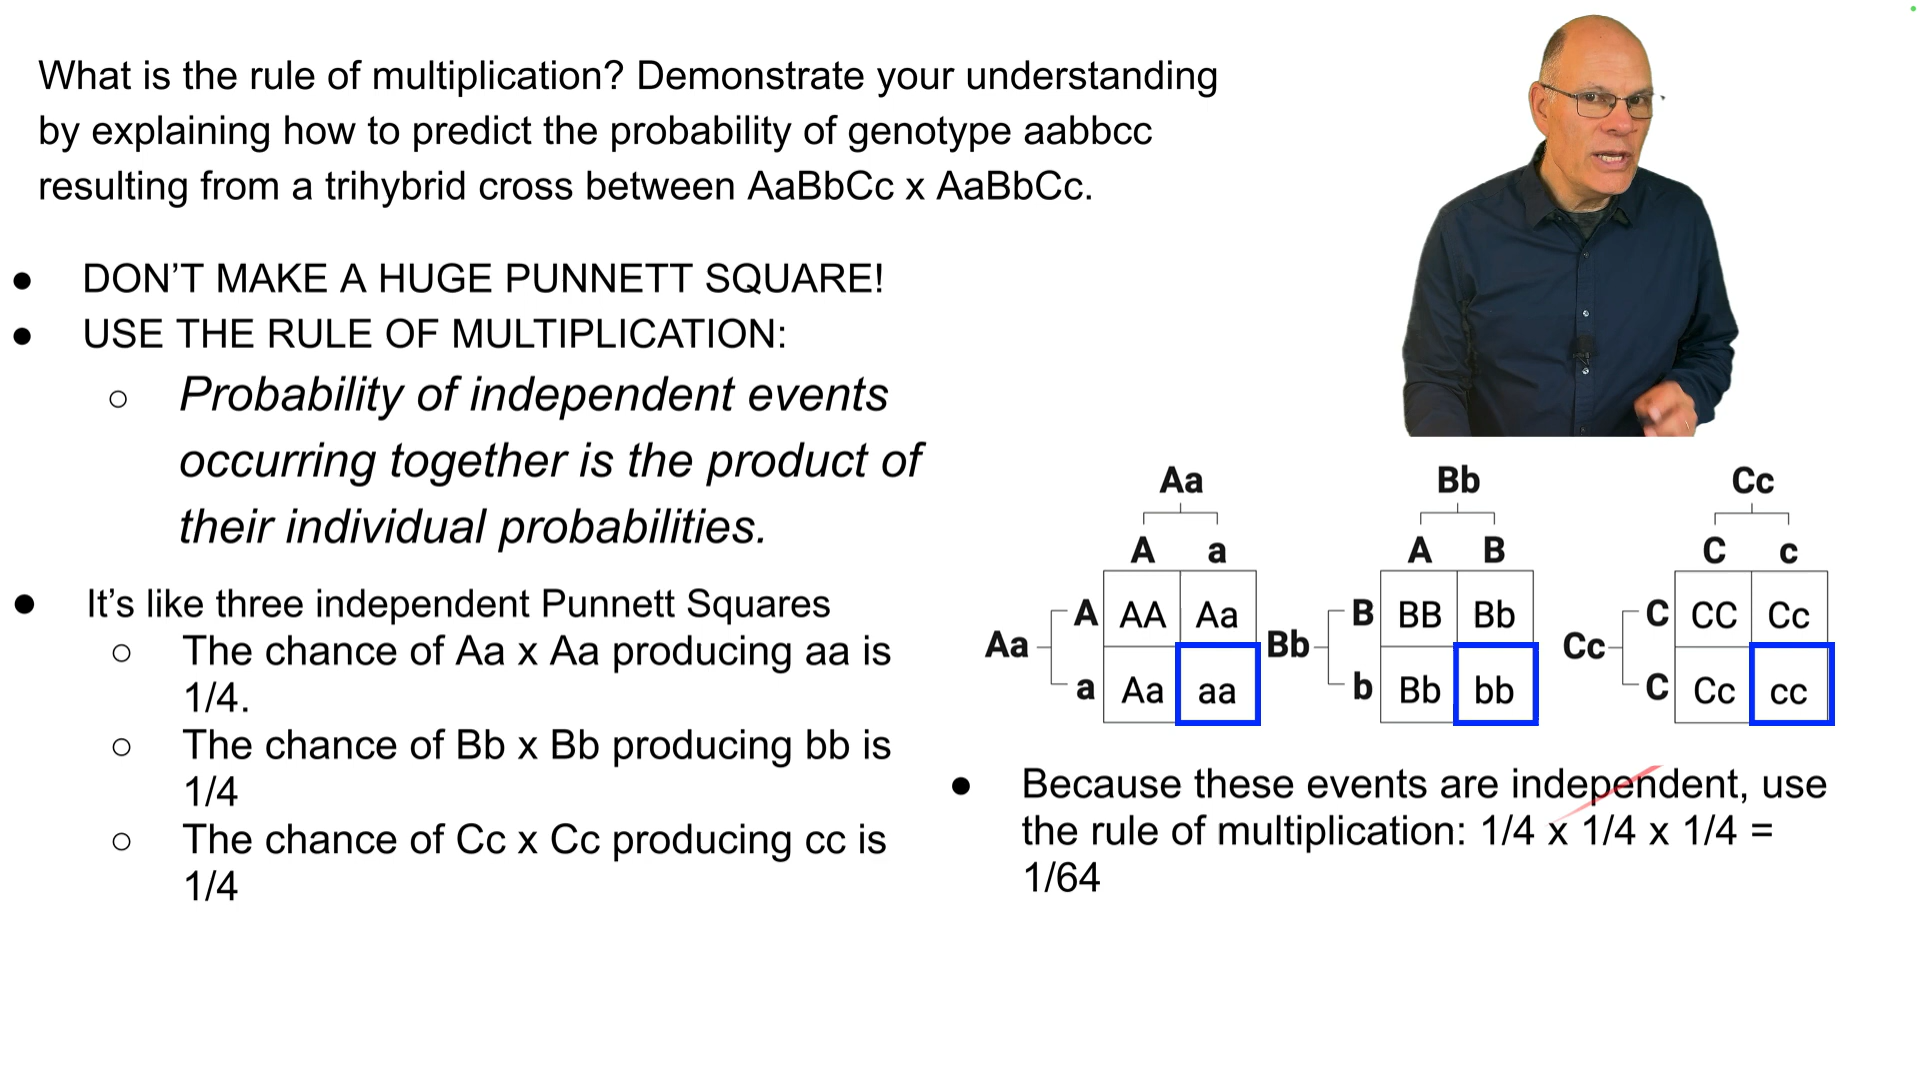 What is the rule of multiplication? Demonstrate your understanding
by explaining how to predict the probability of genotype aabbcc
resulting from a trihybrid cross between AaBbCc x AaBbCc.
● DON’T MAKE A HUGE PUNNETT SQUARE!
● USE THE RULE OF MULTIPLICATION:
○ Probability of independent events
occurring together is the product of
their individual probabilities.
● It’s like three independent Punnett Squares
○ The chance of Aa x Aa producing aa is
1/4.
○ The chance of Bb x Bb producing bb is
1/4
○ The chance of Cc x Cc producing cc is
1/4
Aa
A a
Aa
A AA Aa
a Aa aa
Bb
A B
Bb
B BB Bb
b Bb bb
Cc
C c
Cc
C CC Cc
C Cc cc
● Because these events are independent, use
the rule of multiplication: 1/4 x 1/4 x 1/4 =
1/64